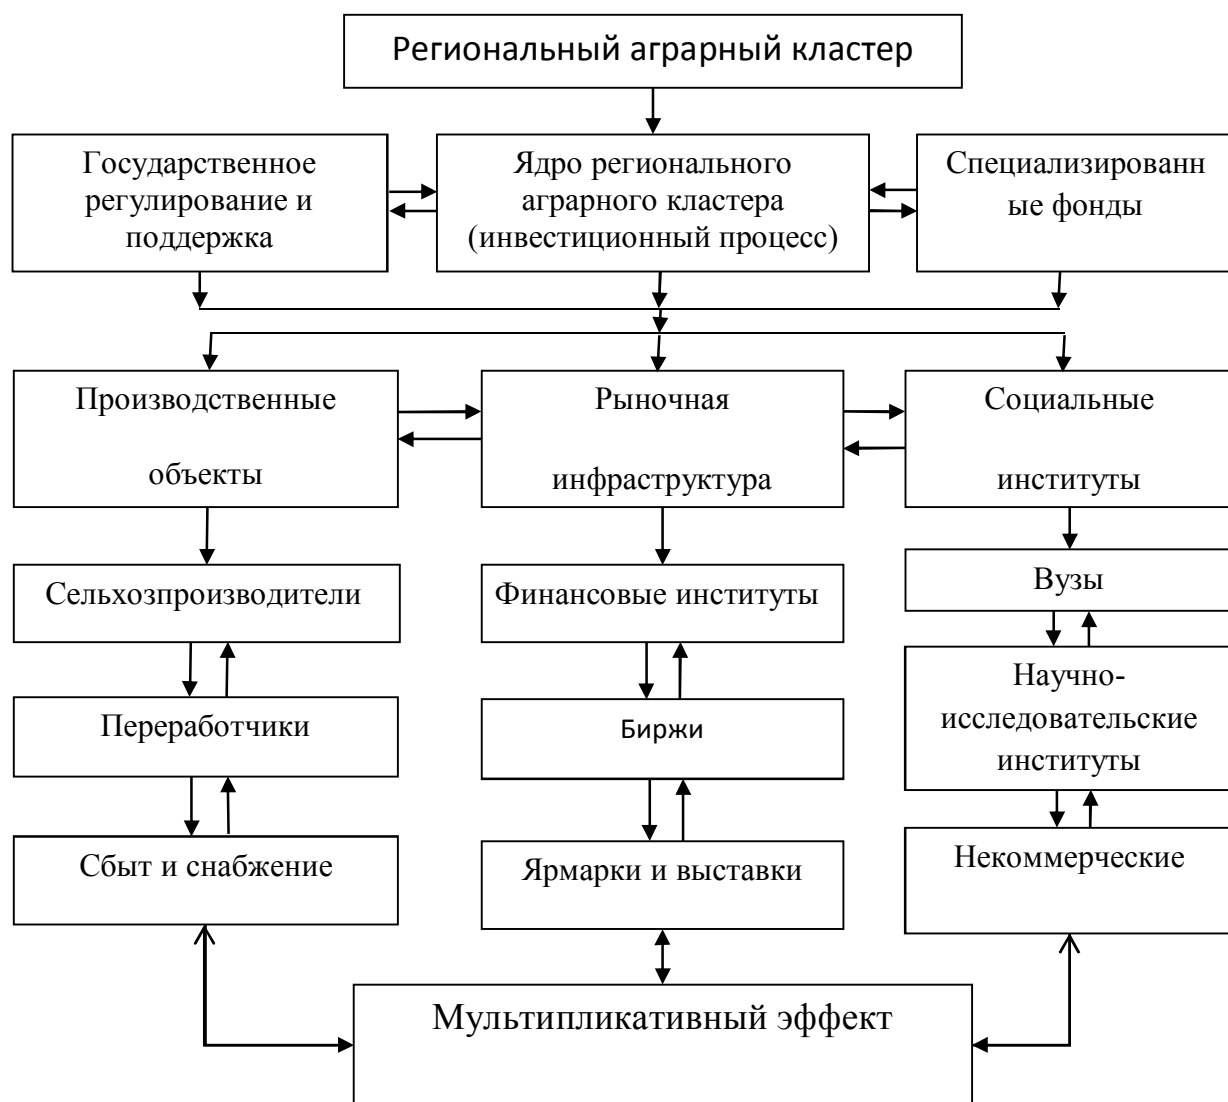 Региональный аграрный кластер
Государственное
регулирование и
поддержка
Ядро регионального
аграрного кластера
(инвестиционный процесс)
Специализированн
ые фонды
Производственные
объекты
Рыночная
инфраструктура
Социальные
институты
Сельхозпроизводители
Финансовые институты
Вузы
Переработчики
Биржи
Научно-
исследовательские
институты
Сбыт и снабжение
Ярмарки и выставки
Некоммерческие
Мультипликативный эффект